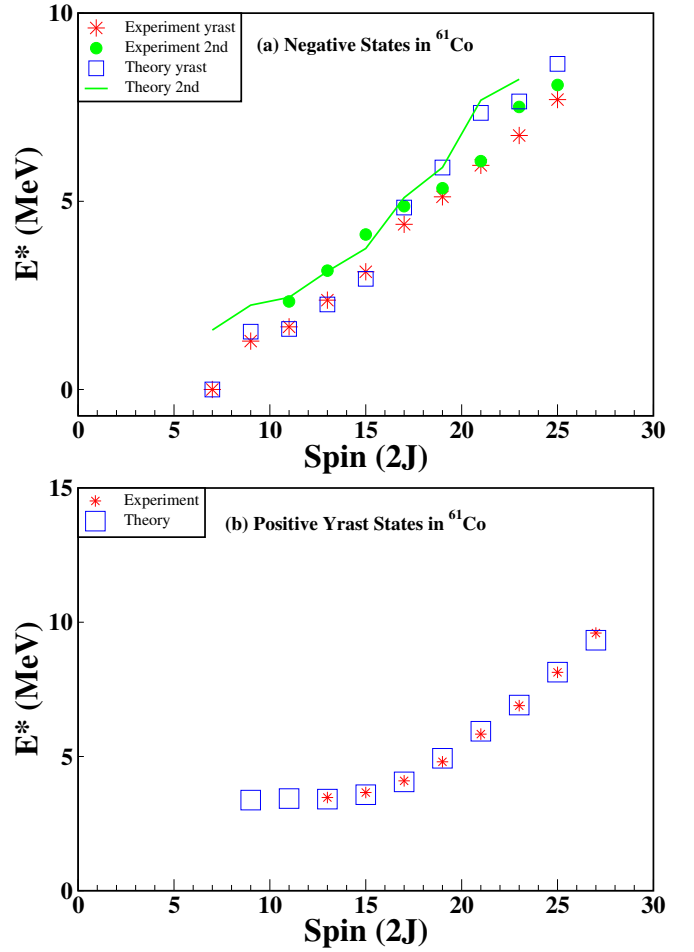 10
Experiment yrast
Experiment 2nd
(a) Negative States in ⁶¹Co
Theory yrast
Theory 2nd
5
E* (MeV)
0
0 5 10 15 20 25 30
Spin (2J)
15
Experiment
Theory
(b) Positive Yrast States in ⁶¹Co
10
E* (MeV)
5
0
0 5 10 15 20 25 30
Spin (2J)